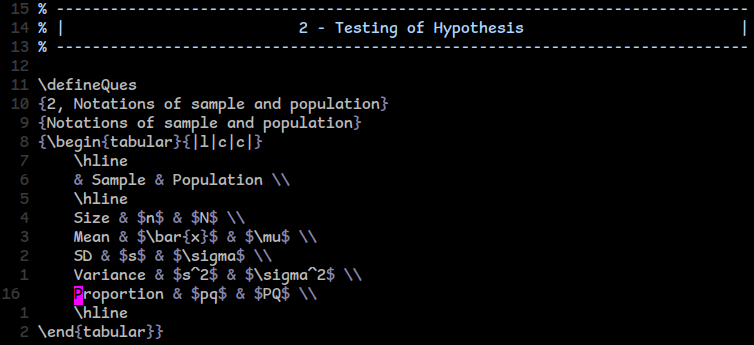 15 % -----------------------------------------------------------------------------
14 % |                          2 - Testing of Hypothesis                        |
13 % -----------------------------------------------------------------------------
12
11 \defineQues
10 {2, Notations of sample and population}
9 {Notations of sample and population}
8 {\begin{tabular}{|l|c|c|}
7     \hline
6     & Sample & Population \\
5     \hline
4     Size & $n$ & $N$ \\
3     Mean & $\bar{x}$ & $\mu$ \\
2     SD & $s$ & $\sigma$ \\
1     Variance & $s^2$ & $\sigma^2$ \\
16     Proportion & $pq$ & $PQ$ \\
1     \hline
2 \end{tabular}}